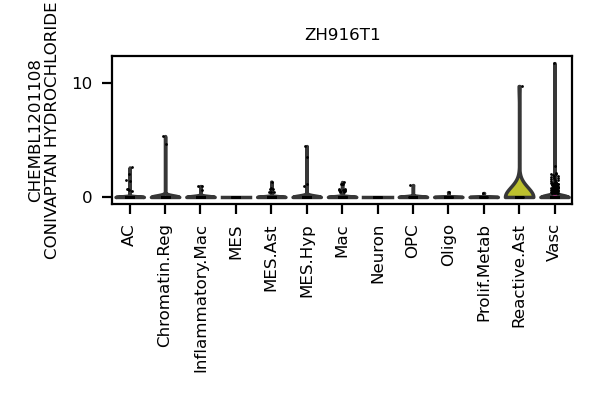 ZH916T1
CHEMBL1201108
CONIVAPTAN HYDROCHLORIDE
10
0
AC
Chromatin.Reg
Inflammatory.Mac
MES
MES.Ast
MES.Hyp
Mac
Neuron
OPC
Oligo
Prolif.Metab
Reactive.Ast
Vasc